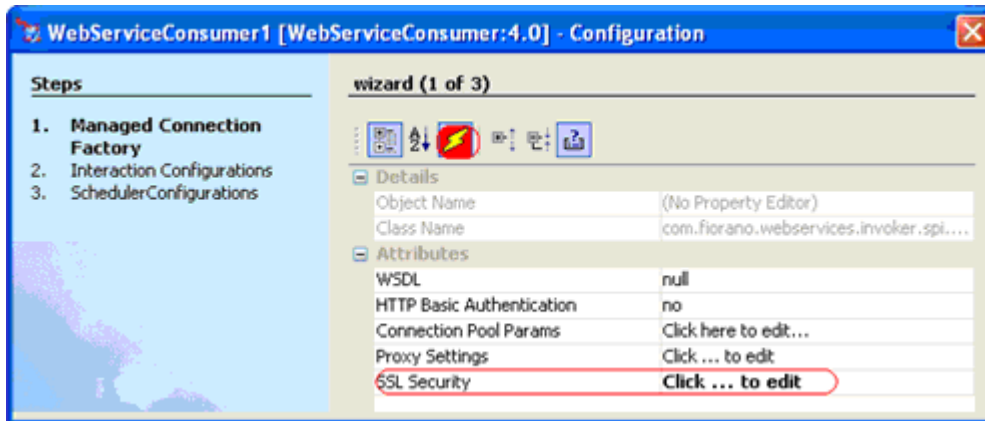 WebServiceConsumer1 [WebServiceConsumer:4.0] - Configuration
Steps
1. Managed Connection
Factory
2. Interaction Configurations
3. SchedulerConfigurations
wizard (1 of 3)
Details
Object Name (No Property Editor)
Class Name com.fiorano.webservices.invoker.spi....
Attributes
WSDL null
HTTP Basic Authentication no
Connection Pool Params Click here to edit...
Proxy Settings Click ... to edit
SSL Security Click ... to edit